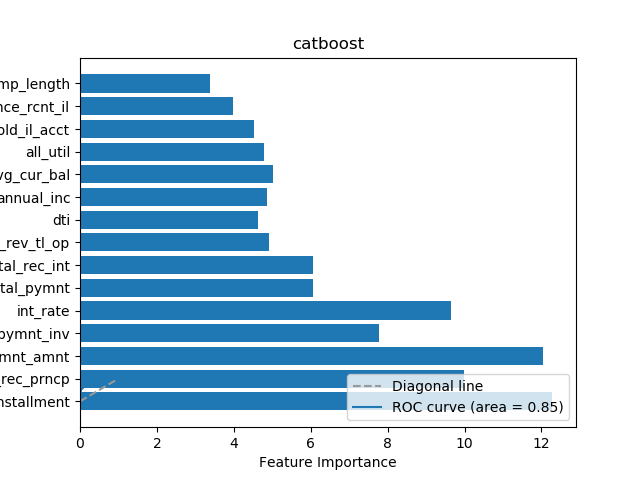 catboost
mp_length
nce_rcnt_il
old_il_acct
all_util
vg_cur_bal
annual_inc
dti
_rev_tl_op
tal_rec_int
tal_pymnt
int_rate
pymnt_inv
mnt_amnt
_rec_prncp
nstallment
Diagonal line
ROC curve (area = 0.85)
0 2 4 6 8 10 12
Feature Importance